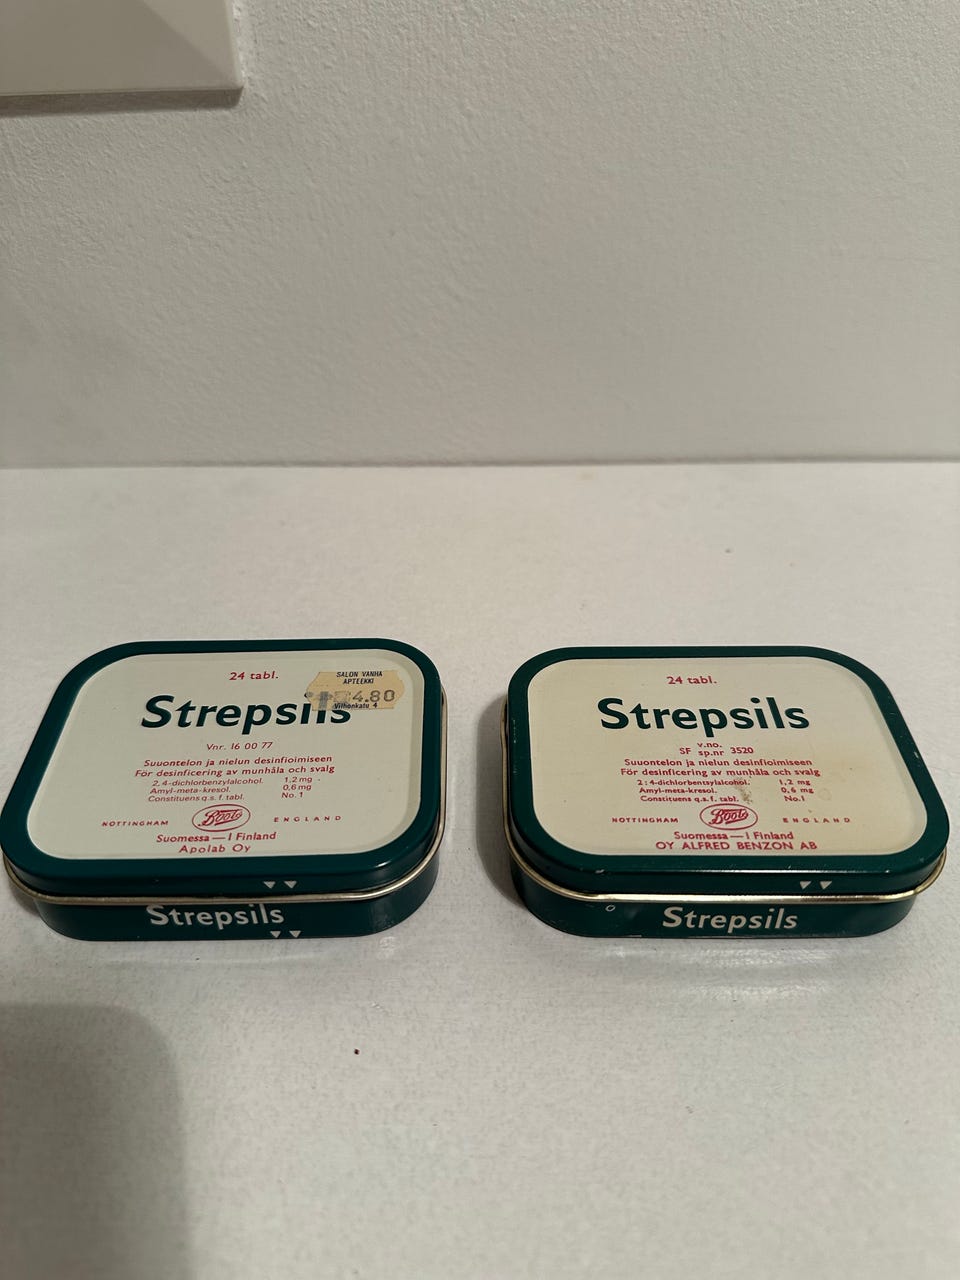 24 tabl.
SALON VANHA
APTEEKKI
4.80
Vilhonkatu 4
Strepsils
Vnr. 16 00 77
Suuontelon ja nielun desinfioimiseen
För desinficering av munhåla och svalg
2,4-dichlorbenzylalcohol. 1,2 mg
Amyl-meta-kresol. 0,6 mg
Constituens q.s. f. tabl. No. 1
NOTTINGHAM Boots ENGLAND
Suomessa — I Finland
Apolab Oy
Strepsils
24 tabl.
Strepsils
v.no.
SF sp.nr 3520
Suuontelon ja nielun desinfioimiseen
För desinficering av munhåla och svalg
2:4-dichlorbentsylalcohol. 1,2 mg
Amyl-meta-kresol. 0,6 mg
Constituens q.s.f. tabl. No.1
NOTTINGHAM Boots ENGLAND
Suomessa — I Finland
OY ALFRED BENZON AB
Strepsils